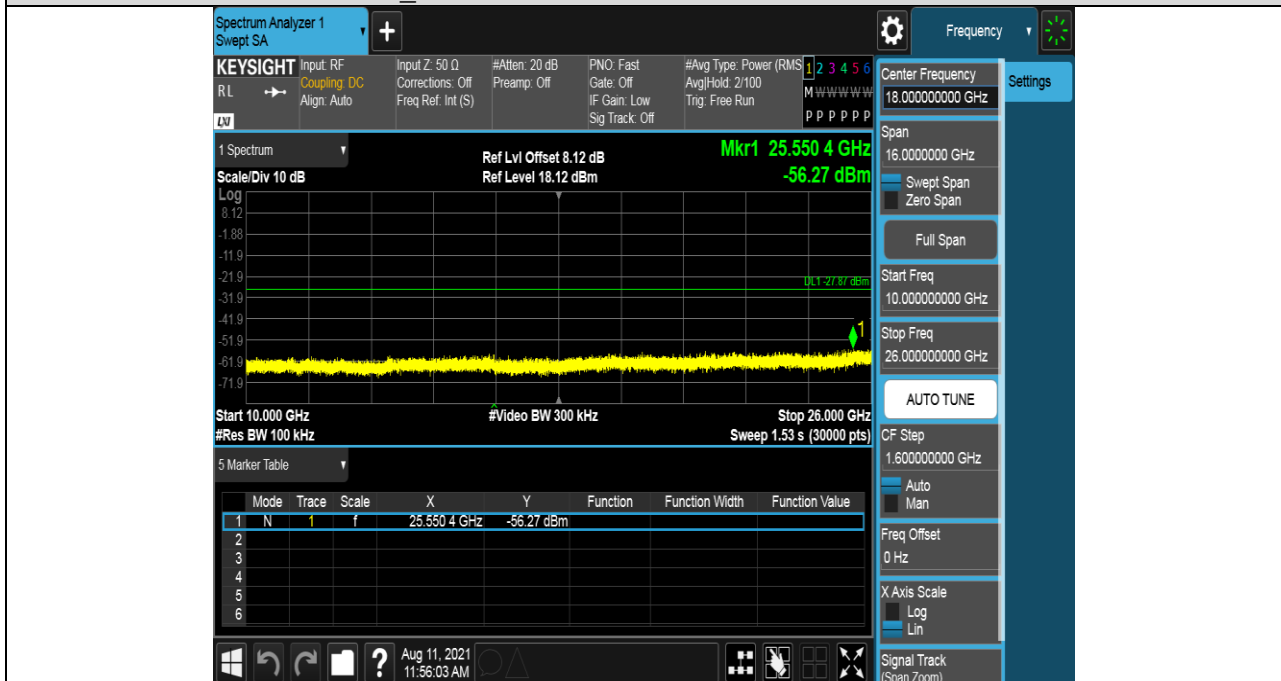 Spectrum Analyzer 1
Swept SA
Frequency
KEYSIGHT
RL
LXI
Input: RF
Coupling: DC
Align: Auto
Input Z: 50 Ω
Corrections: Off
Freq Ref: Int (S)
#Atten: 20 dB
Preamp: Off
PNO: Fast
Gate: Off
IF Gain: Low
Sig Track: Off
#Avg Type: Power (RMS
Avg|Hold: 2/100
Trig: Free Run
1 2 3 4 5 6
M W W W W W
P P P P P P
1 Spectrum
Scale/Div 10 dB
Ref Lvl Offset 8.12 dB
Ref Level 18.12 dBm
Mkr1 25.550 4 GHz
-56.27 dBm
Log
8.12
-1.88
-11.9
-21.9
-31.9
-41.9
-51.9
-61.9
-71.9
DL1 -27.87 dBm
1
Start 10.000 GHz
#Video BW 300 kHz
Stop 26.000 GHz
#Res BW 100 kHz
Sweep 1.53 s (30000 pts)
5 Marker Table
Mode Trace Scale X Y Function Function Width Function Value
1 N 1 f 25.550 4 GHz -56.27 dBm
2
3
4
5
6
?
Aug 11, 2021
11:56:03 AM
Center Frequency
18.000000000 GHz
Span
16.0000000 GHz
Swept Span
Zero Span
Full Span
Start Freq
10.000000000 GHz
Stop Freq
26.000000000 GHz
AUTO TUNE
CF Step
1.600000000 GHz
Auto
Man
Freq Offset
0 Hz
X Axis Scale
Log
Lin
Signal Track
(Span Zoom)
Settings